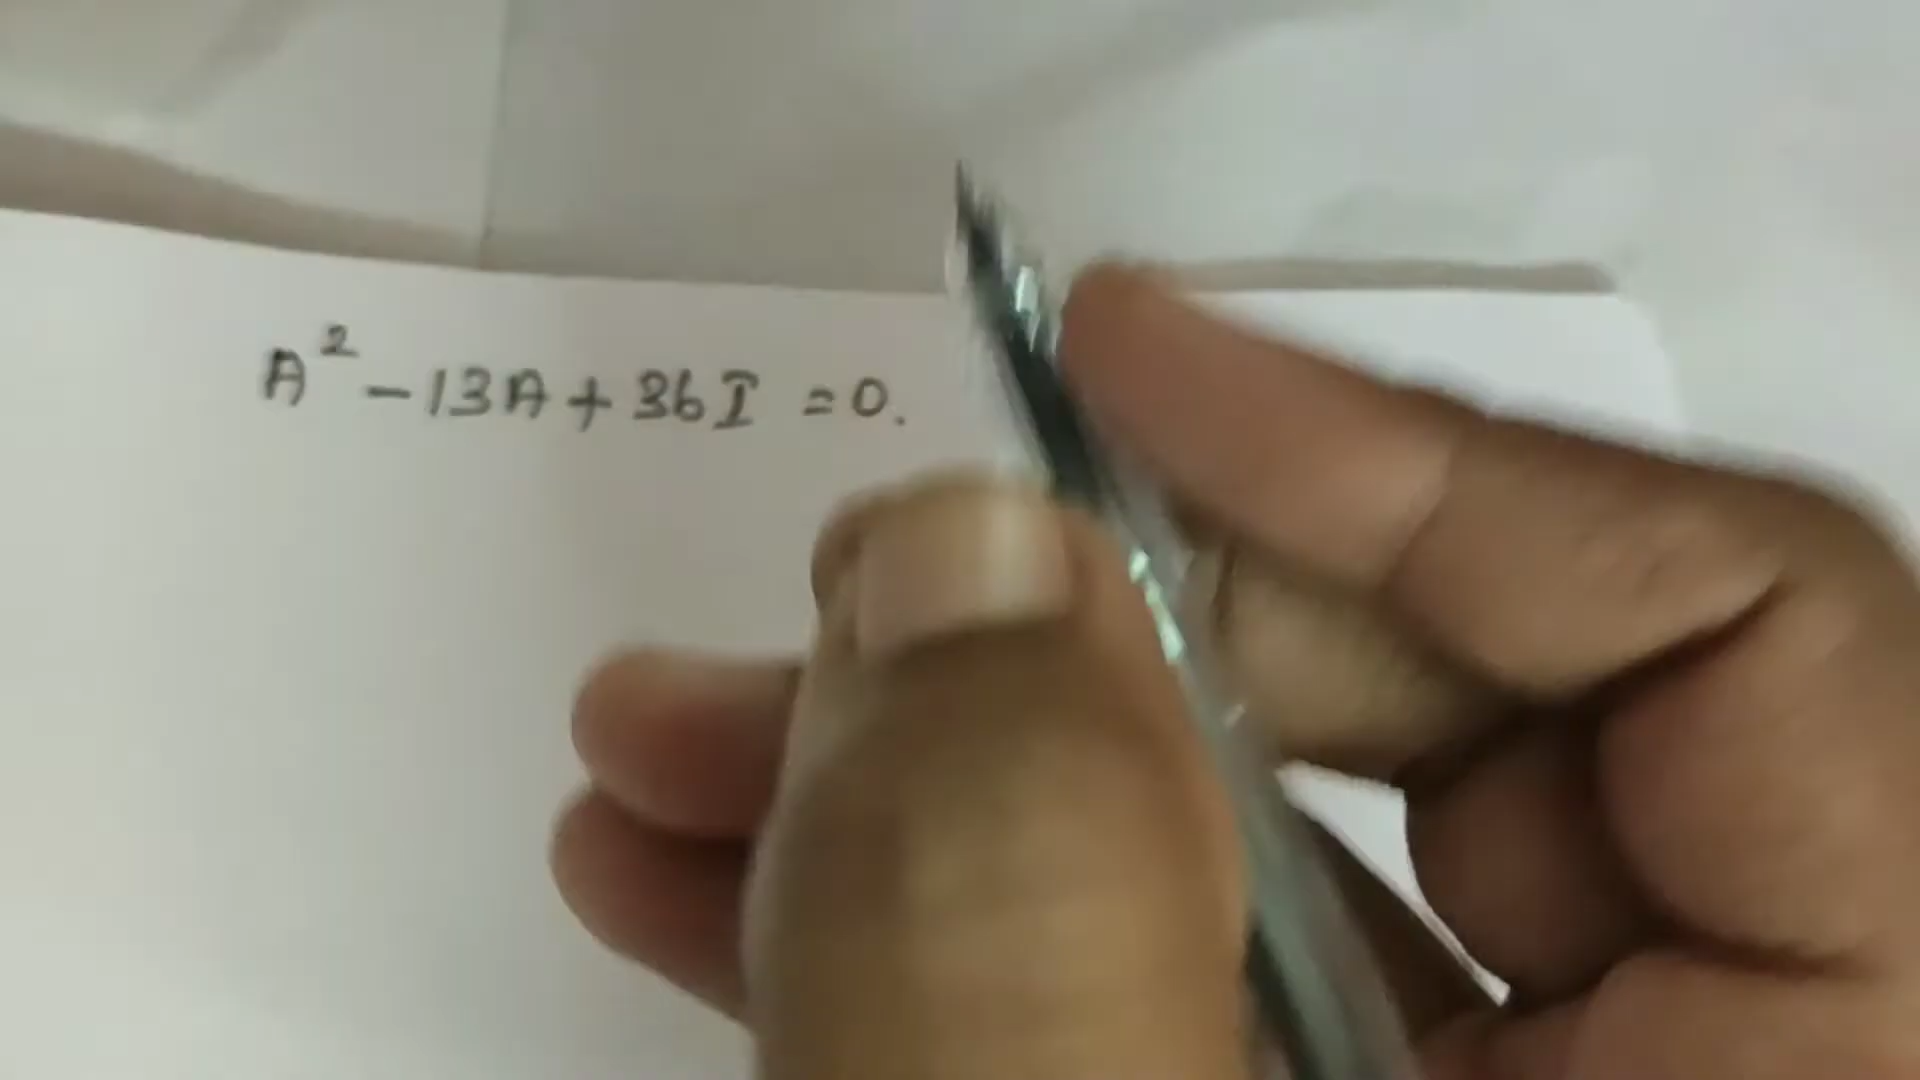 A² - 13A + 36I = 0.